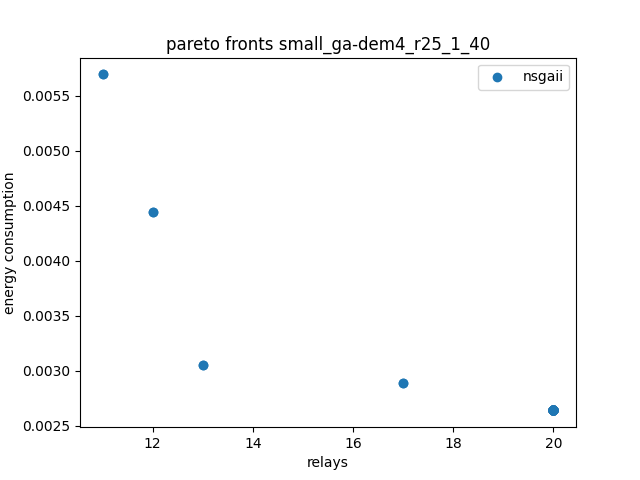 pareto fronts small_ga-dem4_r25_1_40
nsgaii
0.0055
0.0050
0.0045
0.0040
0.0035
0.0030
0.0025
energy consumption
12 14 16 18 20
relays